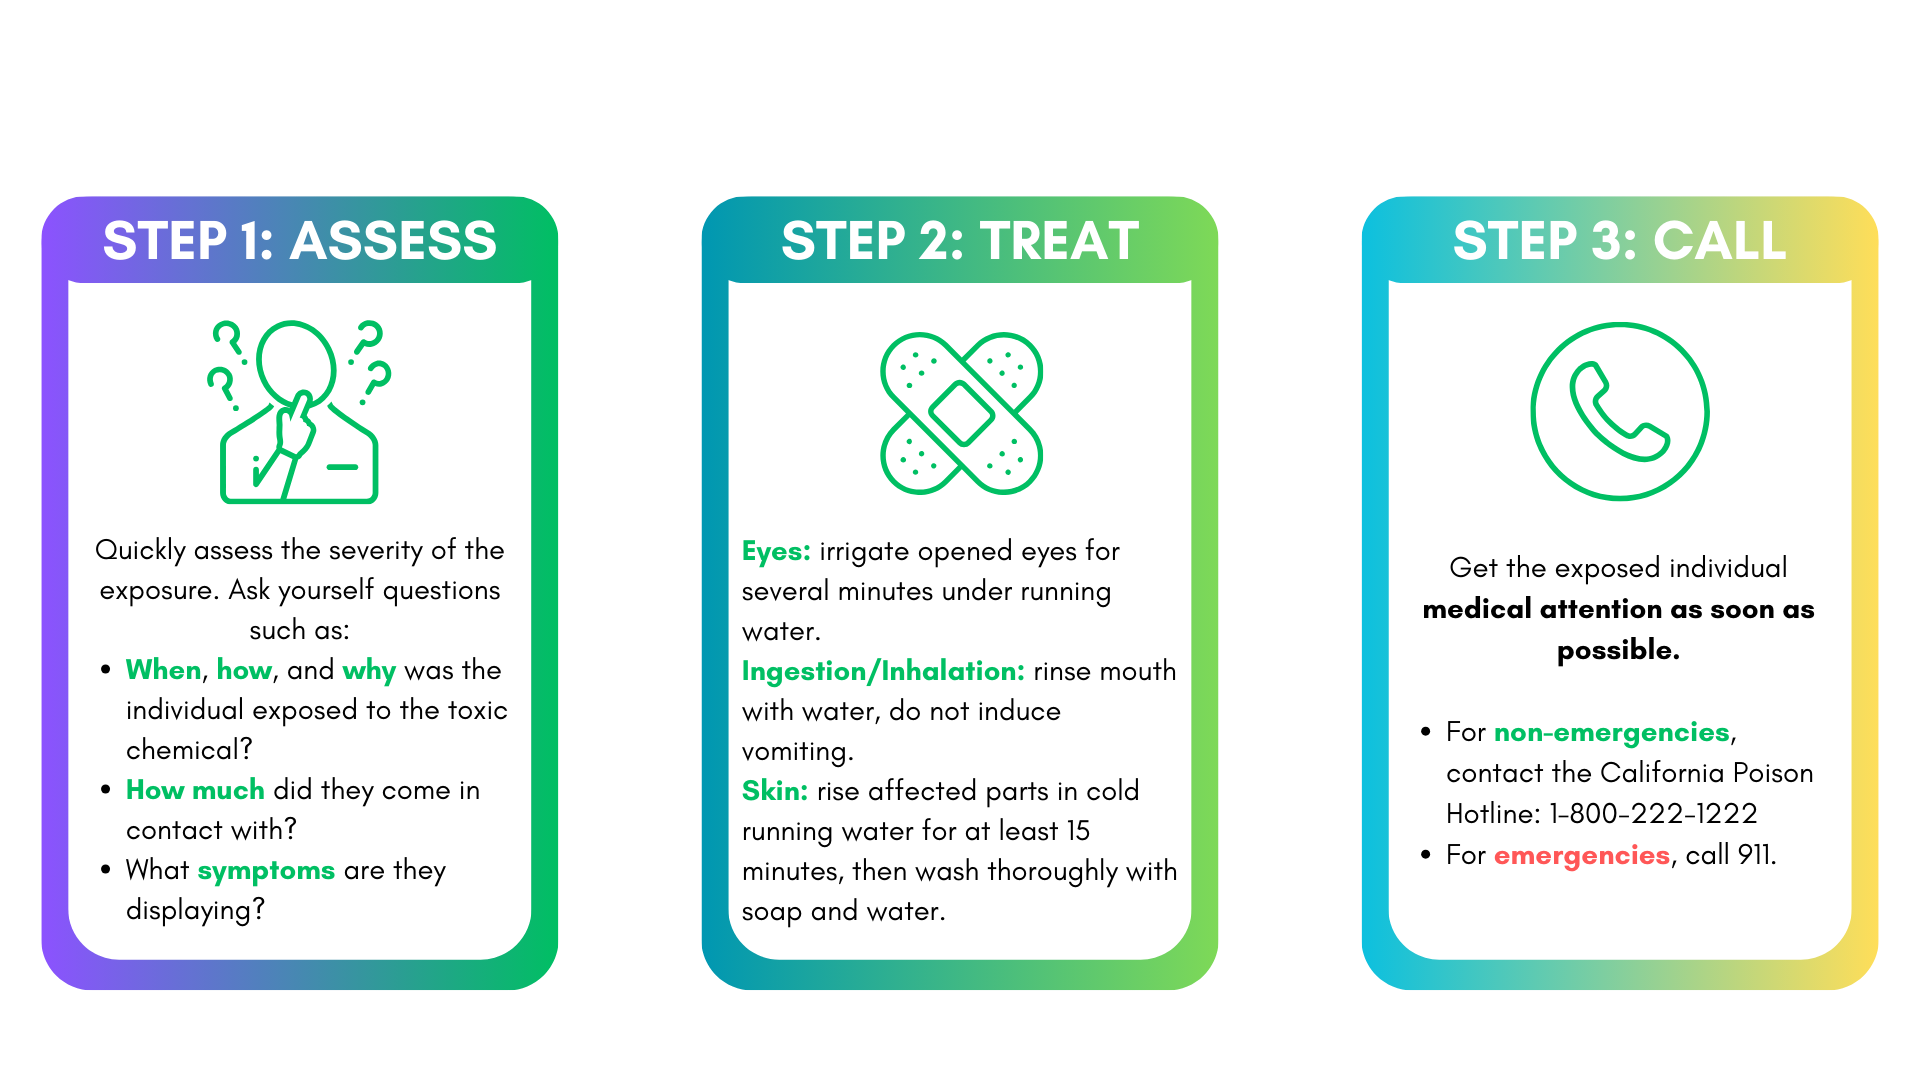 STEP 1: ASSESS
Quickly assess the severity of the
exposure. Ask yourself questions
such as:
• When, how, and why was the
individual exposed to the toxic
chemical?
• How much did they come in
contact with?
• What symptoms are they
displaying?
STEP 2: TREAT
Eyes: irrigate opened eyes for
several minutes under running
water.
Ingestion/Inhalation: rinse mouth
with water, do not induce
vomiting.
Skin: rise affected parts in cold
running water for at least 15
minutes, then wash thoroughly with
soap and water.
STEP 3: CALL
Get the exposed individual
medical attention as soon as
possible.
• For non-emergencies,
contact the California Poison
Hotline: 1-800-222-1222
• For emergencies, call 911.